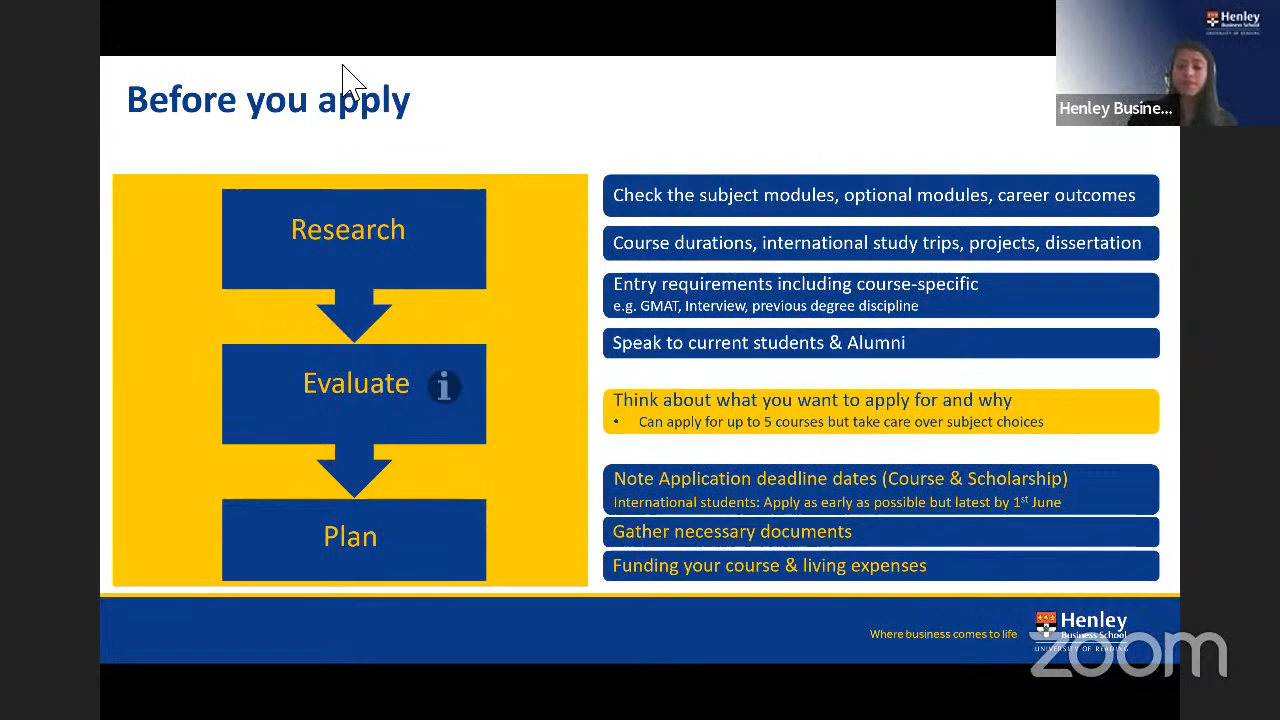 Henley
Business School
UNIVERSITY OF READING
Henley Busine...
Before you apply
Research
Evaluate
Plan
Check the subject modules, optional modules, career outcomes
Course durations, international study trips, projects, dissertation
Entry requirements including course-specific
e.g. GMAT, Interview, previous degree discipline
Speak to current students & Alumni
Think about what you want to apply for and why
• Can apply for up to 5 courses but take care over subject choices
Note Application deadline dates (Course & Scholarship)
International students: Apply as early as possible but latest by 1st June
Gather necessary documents
Funding your course & living expenses
Where business comes to life
Henley
Business School
UNIVERSITY OF READING
zoom